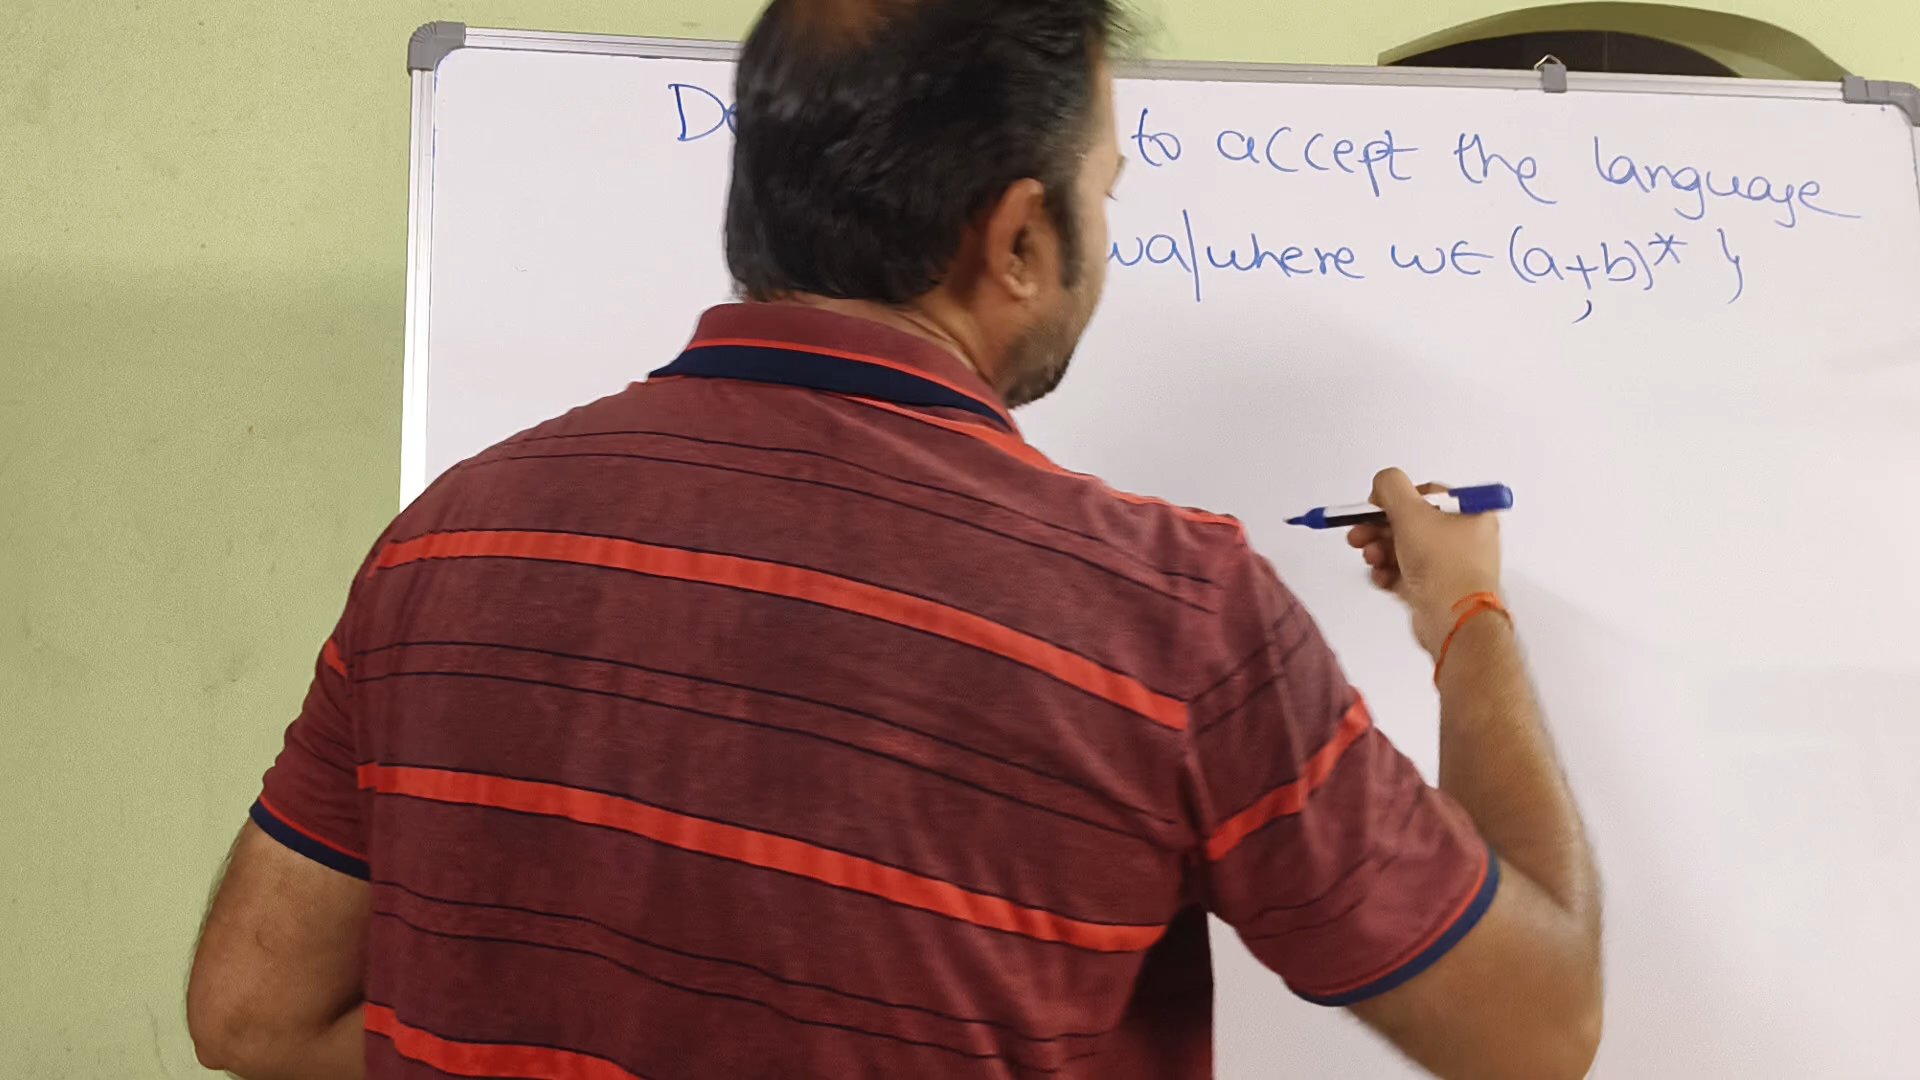 to accept the language
wa/where w∈(a+b)* }
,